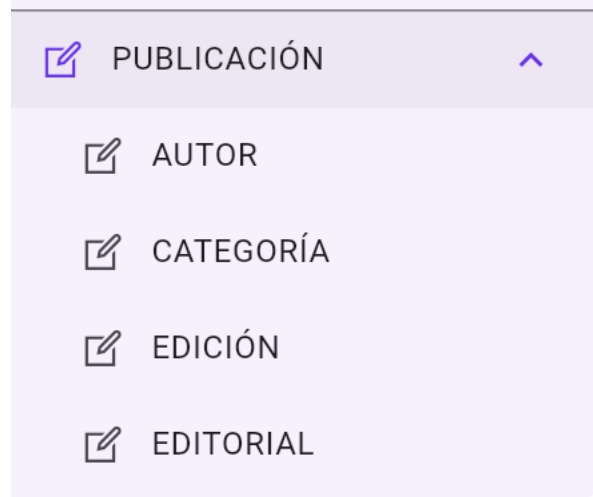 PUBLICACIÓN
AUTOR
CATEGORÍA
EDICIÓN
EDITORIAL